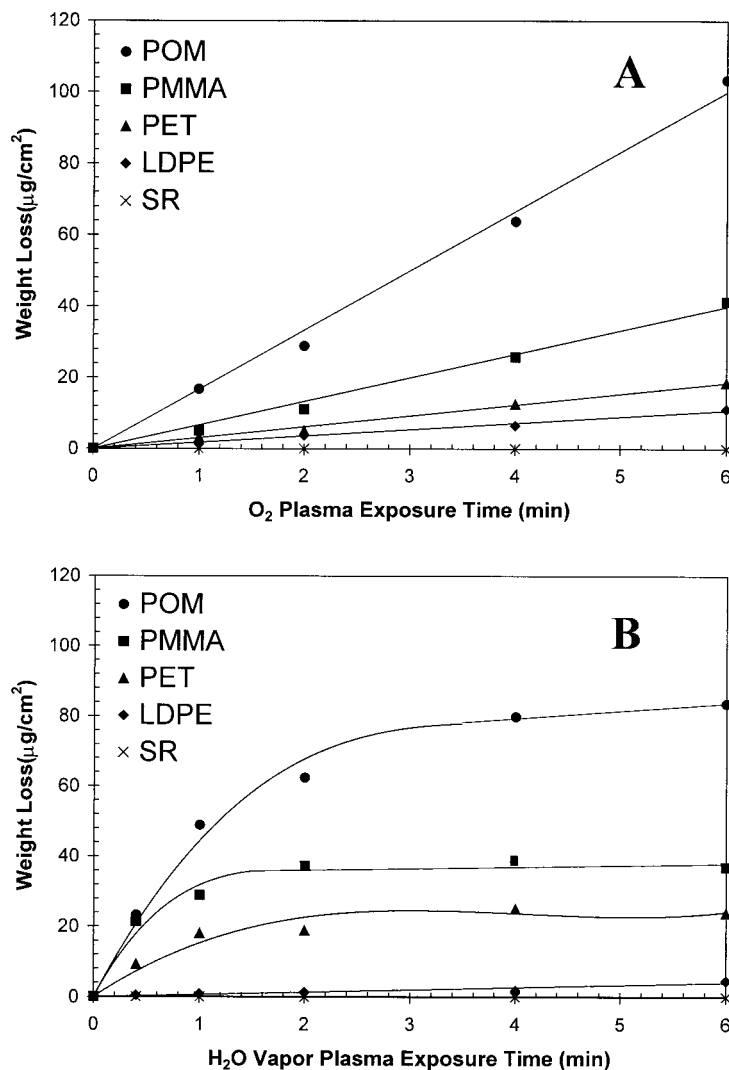 120
100
80
60
40
20
0
Weight Loss(μg/cm²)
POM
PMMA
PET
LDPE
SR
A
0 1 2 3 4 5 6
O₂ Plasma Exposure Time (min)
120
100
80
60
40
20
0
Weight Loss(μg/cm²)
POM
PMMA
PET
LDPE
SR
B
0 1 2 3 4 5 6
H₂O Vapor Plasma Exposure Time (min)